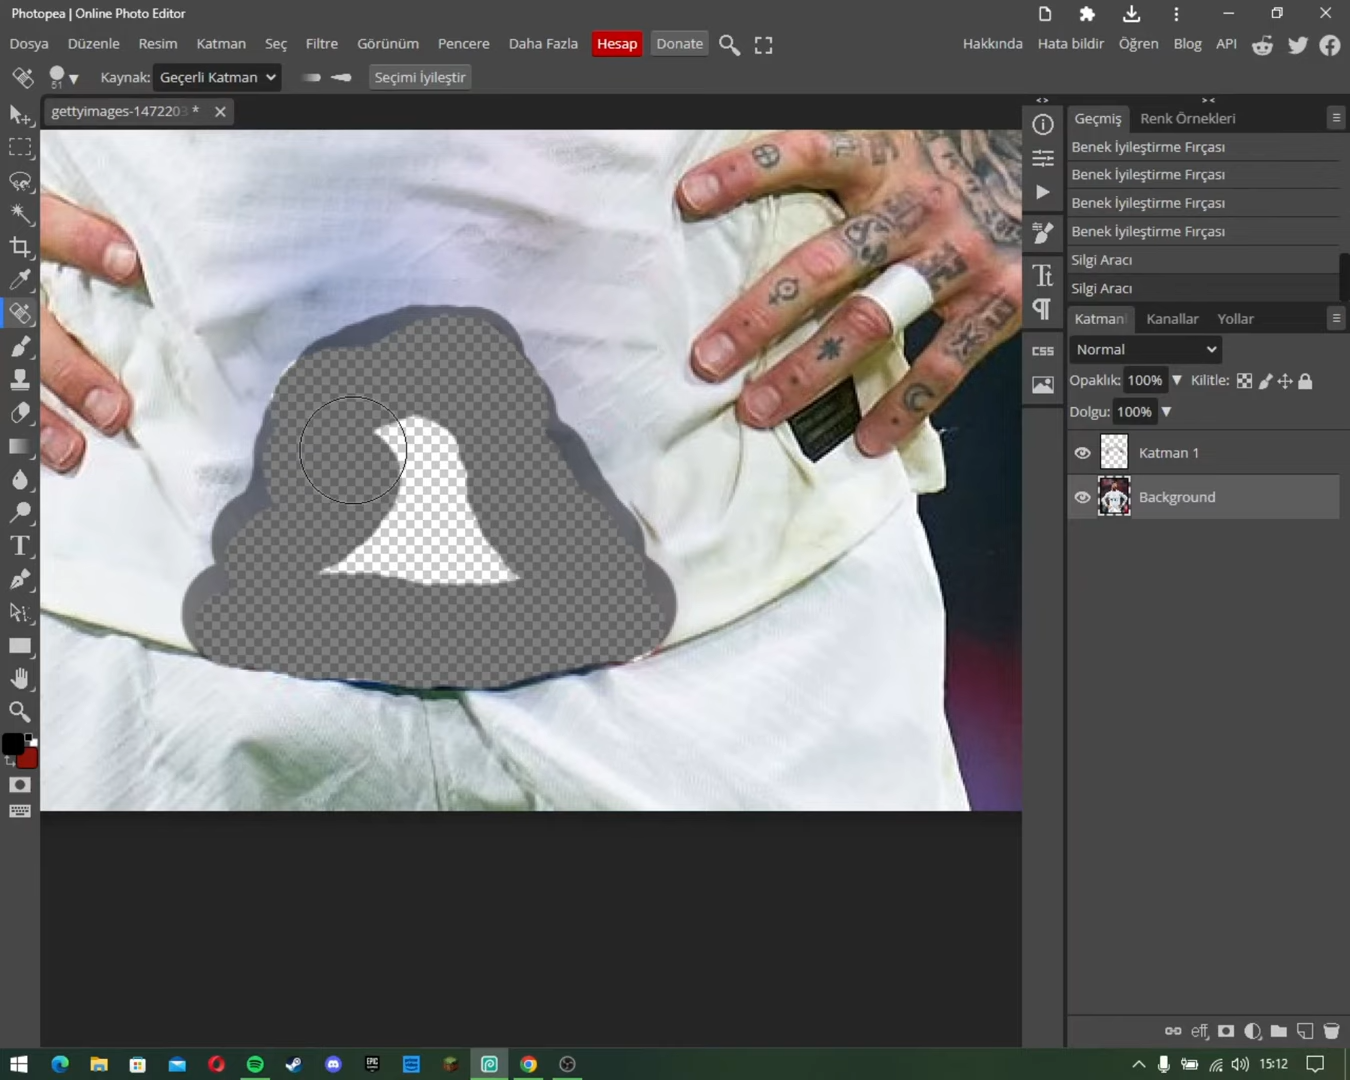 Photopea | Online Photo Editor
Dosya Düzenle Resim Katman Seç Filtre Görünüm Pencere Daha Fazla Hesap Donate Hakkında Hata bildir Öğren Blog API
51 Kaynak: Geçerli Katman Seçimi İyileştir
gettyimages-1472203 *
Geçmiş Renk Örnekleri
Benek İyileştirme Fırçası
Benek İyileştirme Fırçası
Benek İyileştirme Fırçası
Benek İyileştirme Fırçası
Silgi Aracı
Silgi Aracı
Katmanl Kanallar Yollar
CSS
Normal
Opaklık: 100% Kilitle:
Dolgu: 100%
Katman 1
Background
eff
15:12